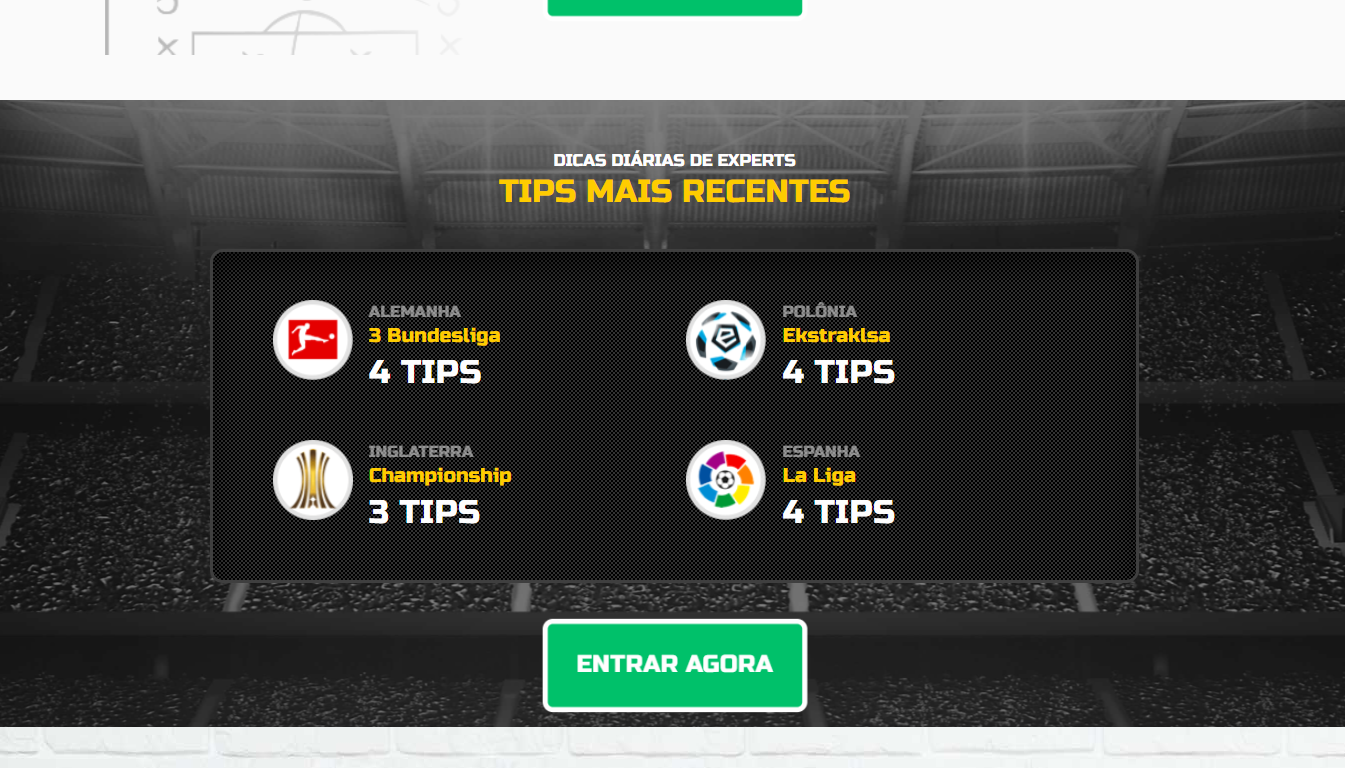 DICAS DIÁRIAS DE EXPERTS
TIPS MAIS RECENTES
ALEMANHA
3 Bundesliga
4 TIPS
POLÔNIA
Ekstraklsa
4 TIPS
INGLATERRA
Championship
3 TIPS
ESPANHA
La Liga
4 TIPS
ENTRAR AGORA